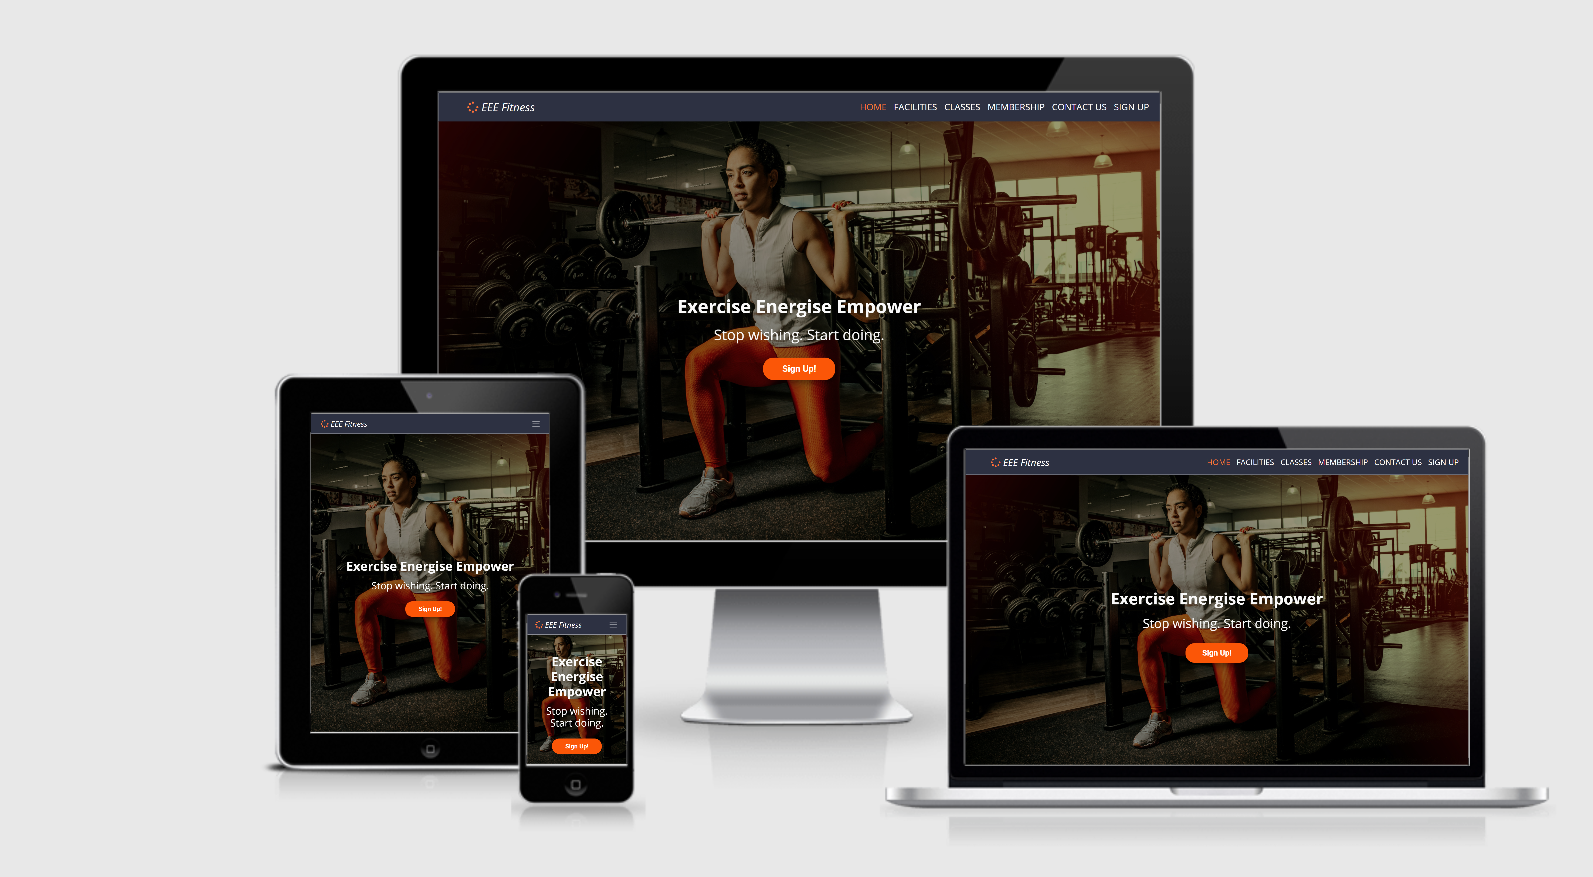 EEE Fitness
HOME FACILITIES CLASSES MEMBERSHIP CONTACT US SIGN UP
Exercise Energise Empower
Stop wishing. Start doing.
Sign Up!
EEE Fitness
Exercise Energise Empower
Stop wishing. Start doing.
Sign Up!
EEE Fitness
Exercise
Energise
Empower
Stop wishing.
Start doing.
Sign Up!
EEE Fitness
HOME FACILITIES CLASSES MEMBERSHIP CONTACT US SIGN UP
Exercise Energise Empower
Stop wishing. Start doing.
Sign Up!